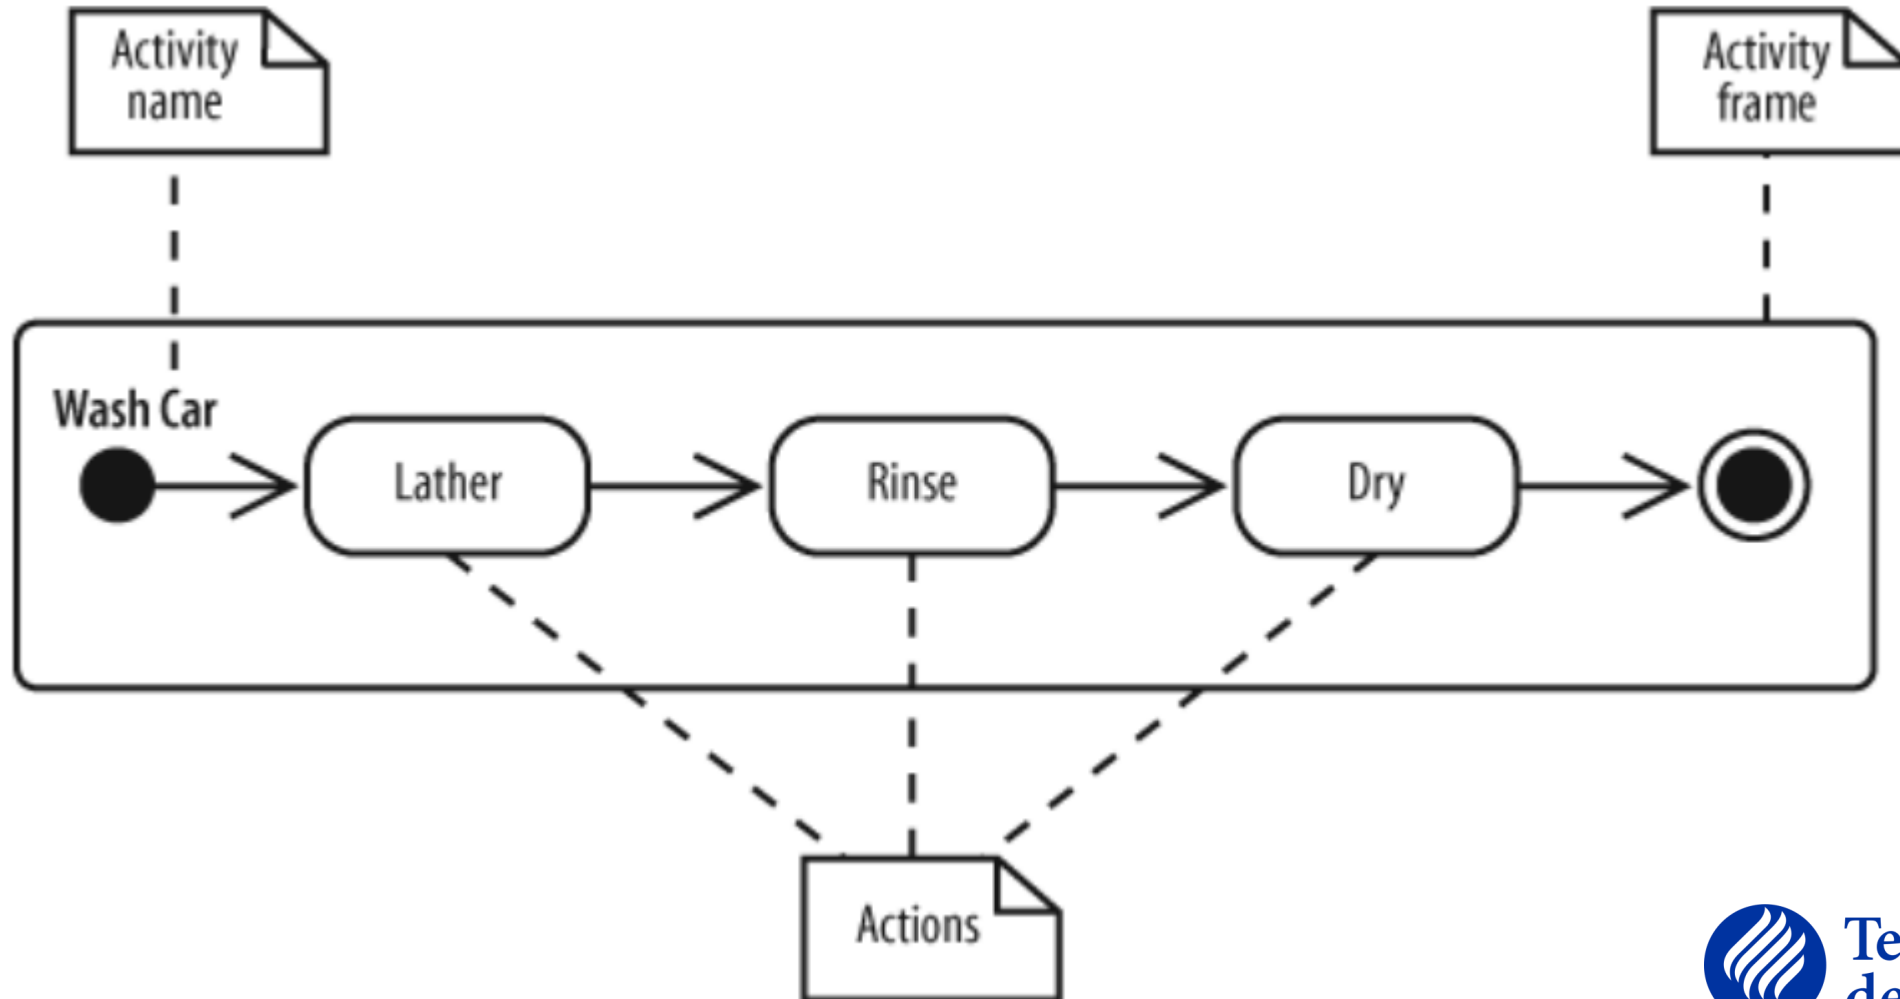 Activity
name
Activity
frame
Wash Car
Lather
Rinse
Dry
Actions